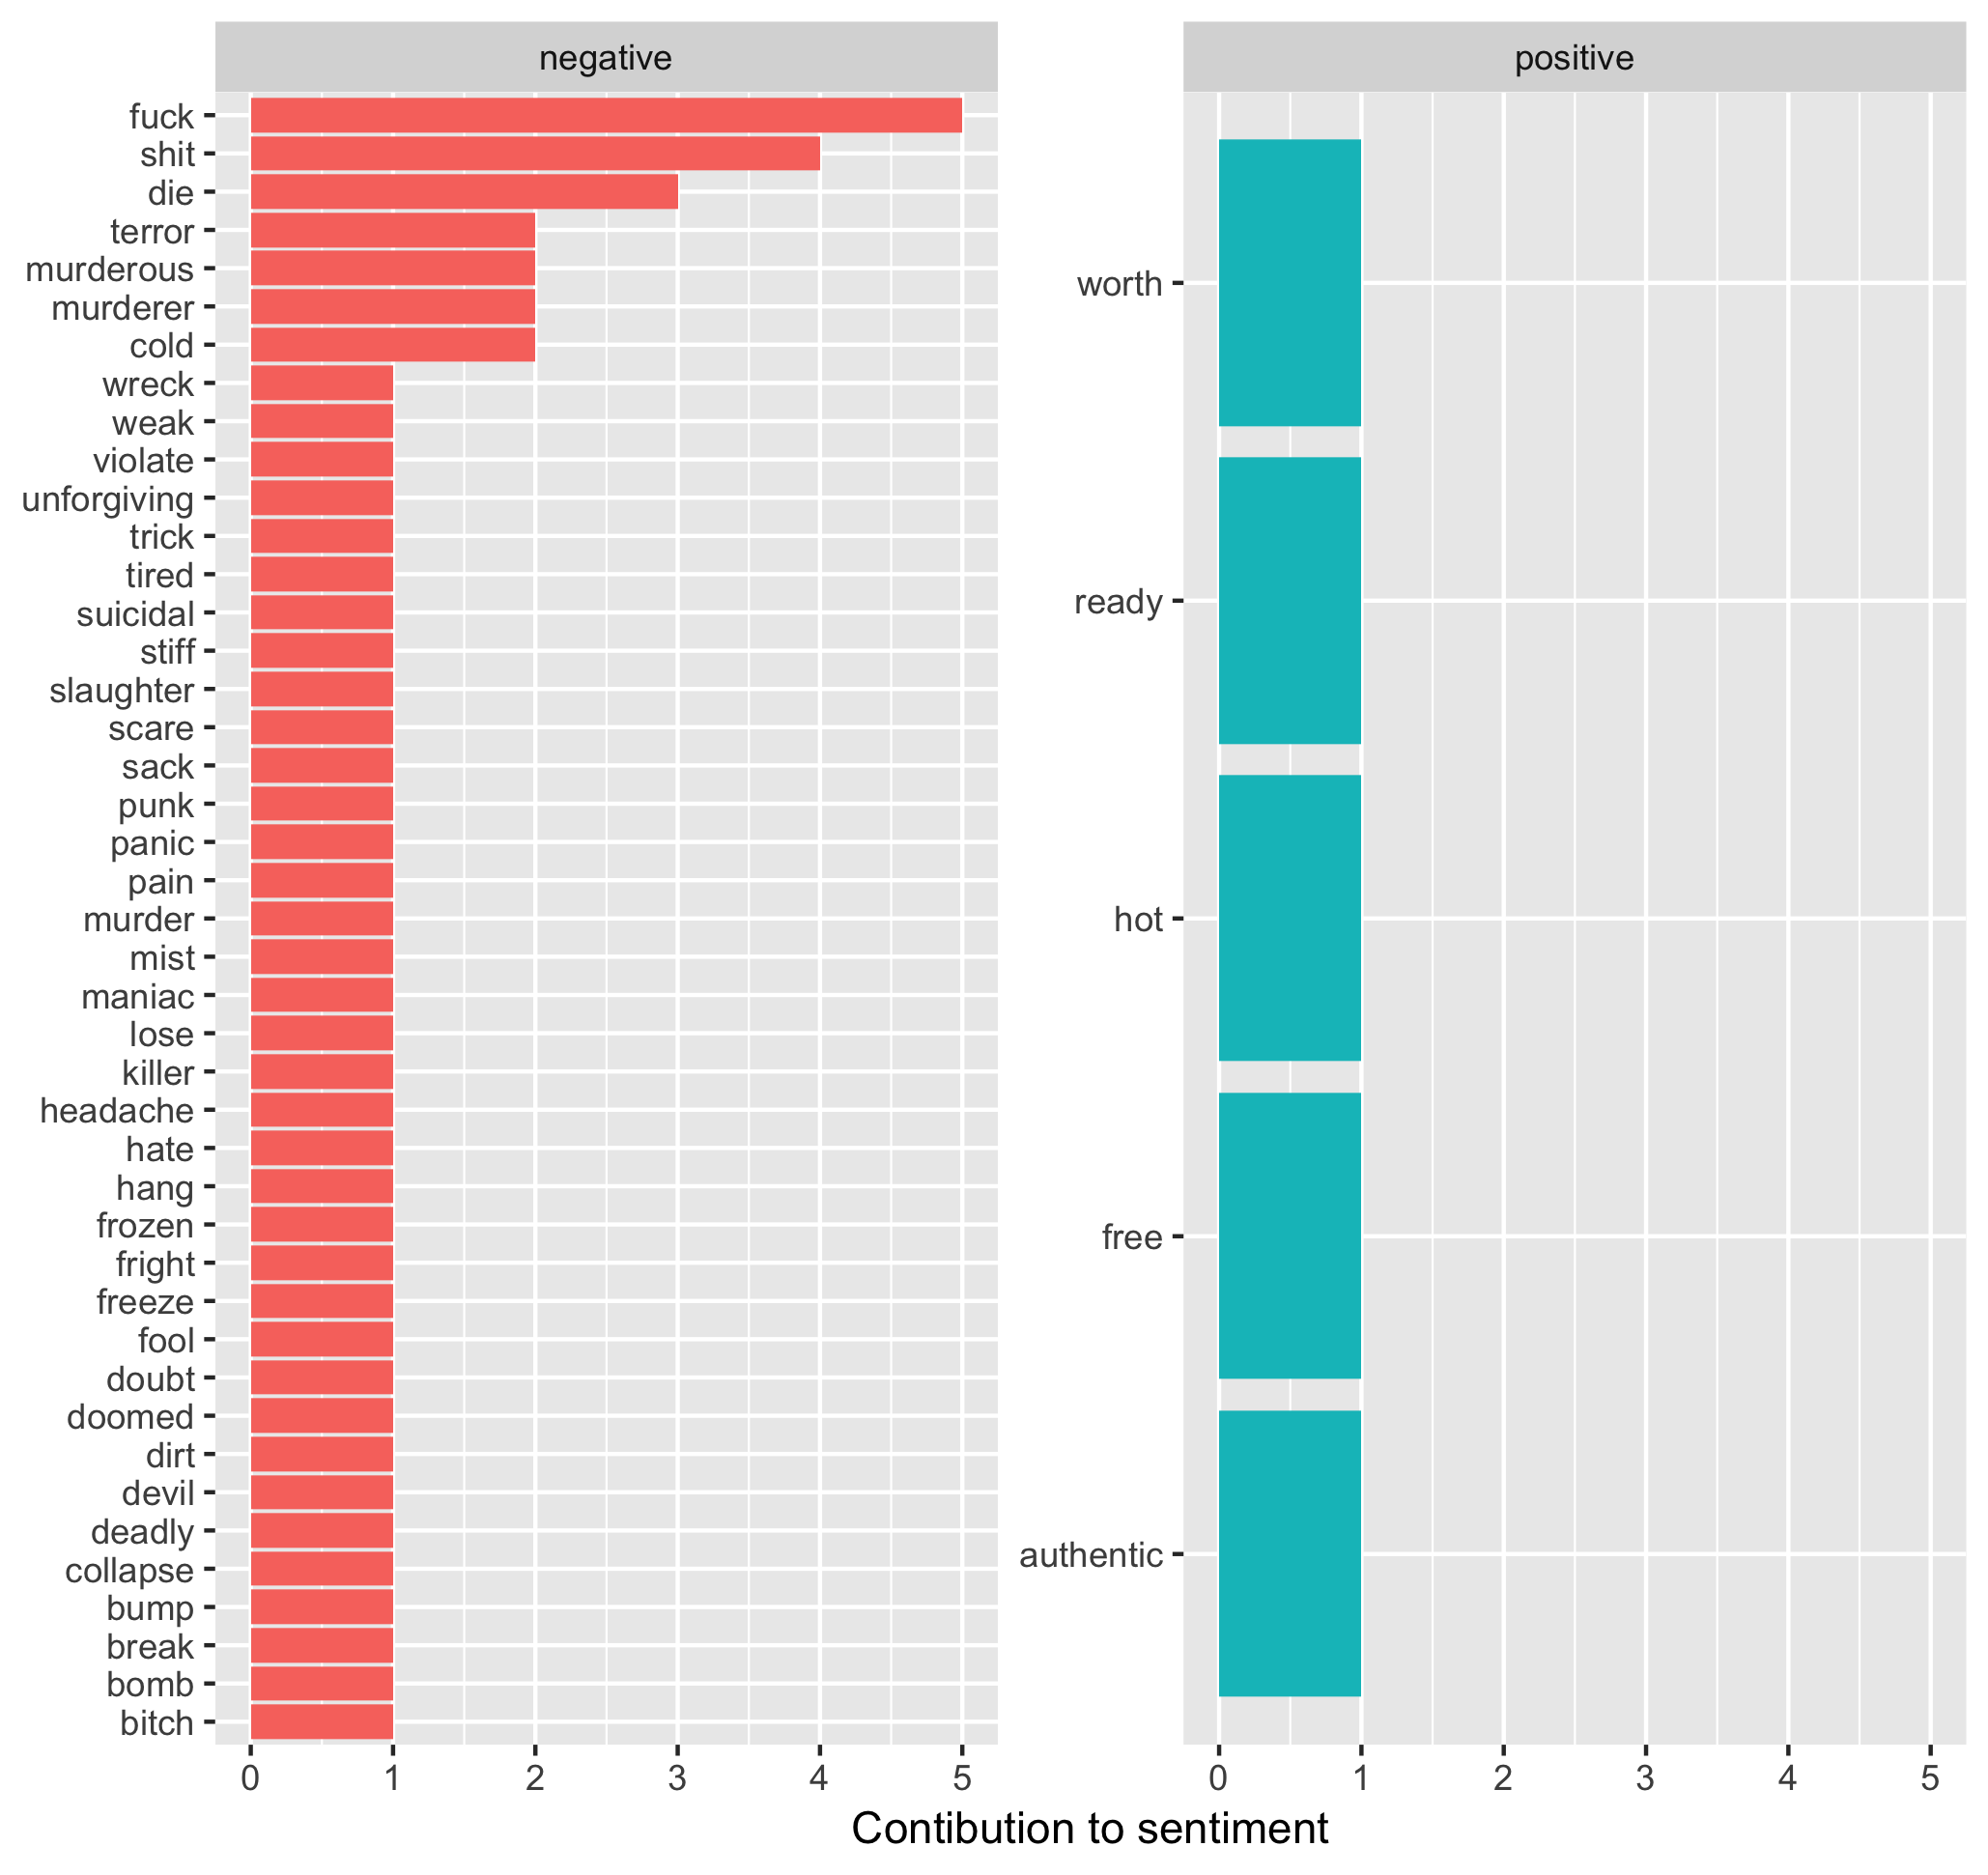 negative
fuck
shit
die
terror
murderous
murderer
cold
wreck
weak
violate
unforgiving
trick
tired
suicidal
stiff
slaughter
scare
sack
punk
panic
pain
murder
mist
maniac
lose
killer
headache
hate
hang
frozen
fright
freeze
fool
doubt
doomed
dirt
devil
deadly
collapse
bump
break
bomb
bitch
0 1 2 3 4 5
positive
worth
ready
hot
free
authentic
0 1 2 3 4 5
Contibution to sentiment